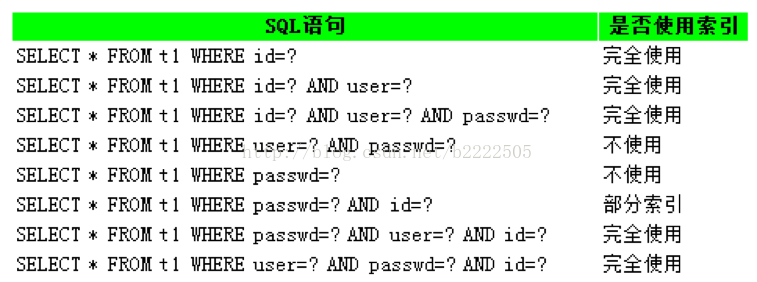 SQL语句 是否使用索引
SELECT * FROM t1 WHERE id=? 完全使用
SELECT * FROM t1 WHERE id=? AND user=? 完全使用
SELECT * FROM t1 WHERE id=? AND user=? AND passwd=? 完全使用
SELECT * FROM t1 WHERE user=? AND passwd=? 不使用
http://blog.csdn.net/b2222505
SELECT * FROM t1 WHERE passwd=? 不使用
SELECT * FROM t1 WHERE passwd=? AND id=? 部分索引
SELECT * FROM t1 WHERE passwd=? AND user=? AND id=? 完全使用
SELECT * FROM t1 WHERE user=? AND passwd=? AND id=? 完全使用